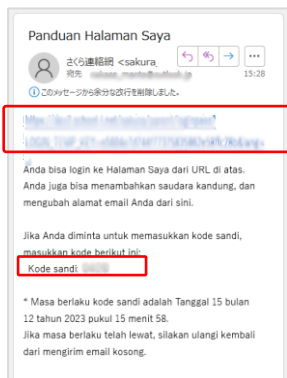 Panduan Halaman Saya
さくら連絡網 <sakura_
宛先
15:28
このメッセージから余分な改行を削除しました。
Anda bisa login ke Halaman Saya dari URL di atas.
Anda juga bisa menambahkan saudara kandung, dan
mengubah alamat email Anda dari sini.
Jika Anda diminta untuk memasukkan kode sandi,
masukkan kode berikut ini:
Kode sandi:
* Masa berlaku kode sandi adalah Tanggal 15 bulan
12 tahun 2023 pukul 15 menit 58.
Jika masa berlaku telah lewat, silakan ulangi kembali
dari mengirim email kosong.